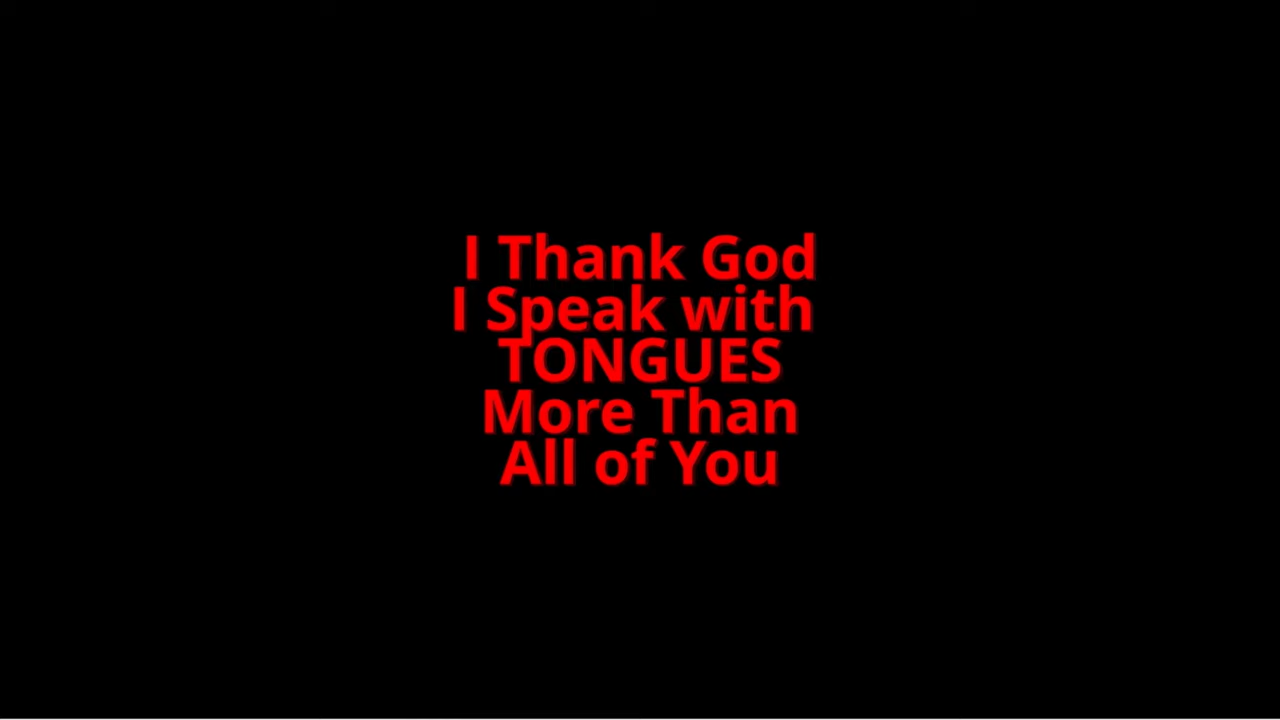 I Thank God
I Speak with
TONGUES
More Than
All of You